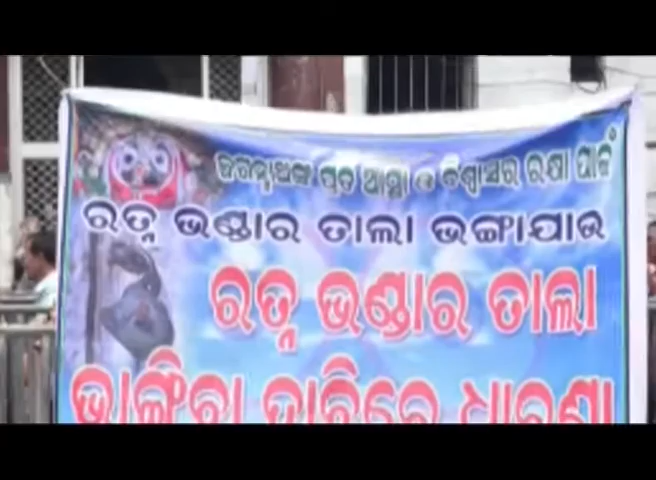 ଜଗନ୍ନାଥଙ୍କ ପ୍ରତି ଆସ୍ଥା ଓ ବିଶ୍ୱାସର ରକ୍ଷା ପାଇଁ
ରତ୍ନ ଭଣ୍ଡାର ତାଲା ଭଙ୍ଗାଯାଉ
ରତ୍ନ ଭଣ୍ଡାର ତାଲା
ଭାଙ୍ଗିବା ଦାବିରେ ଧାରଣା